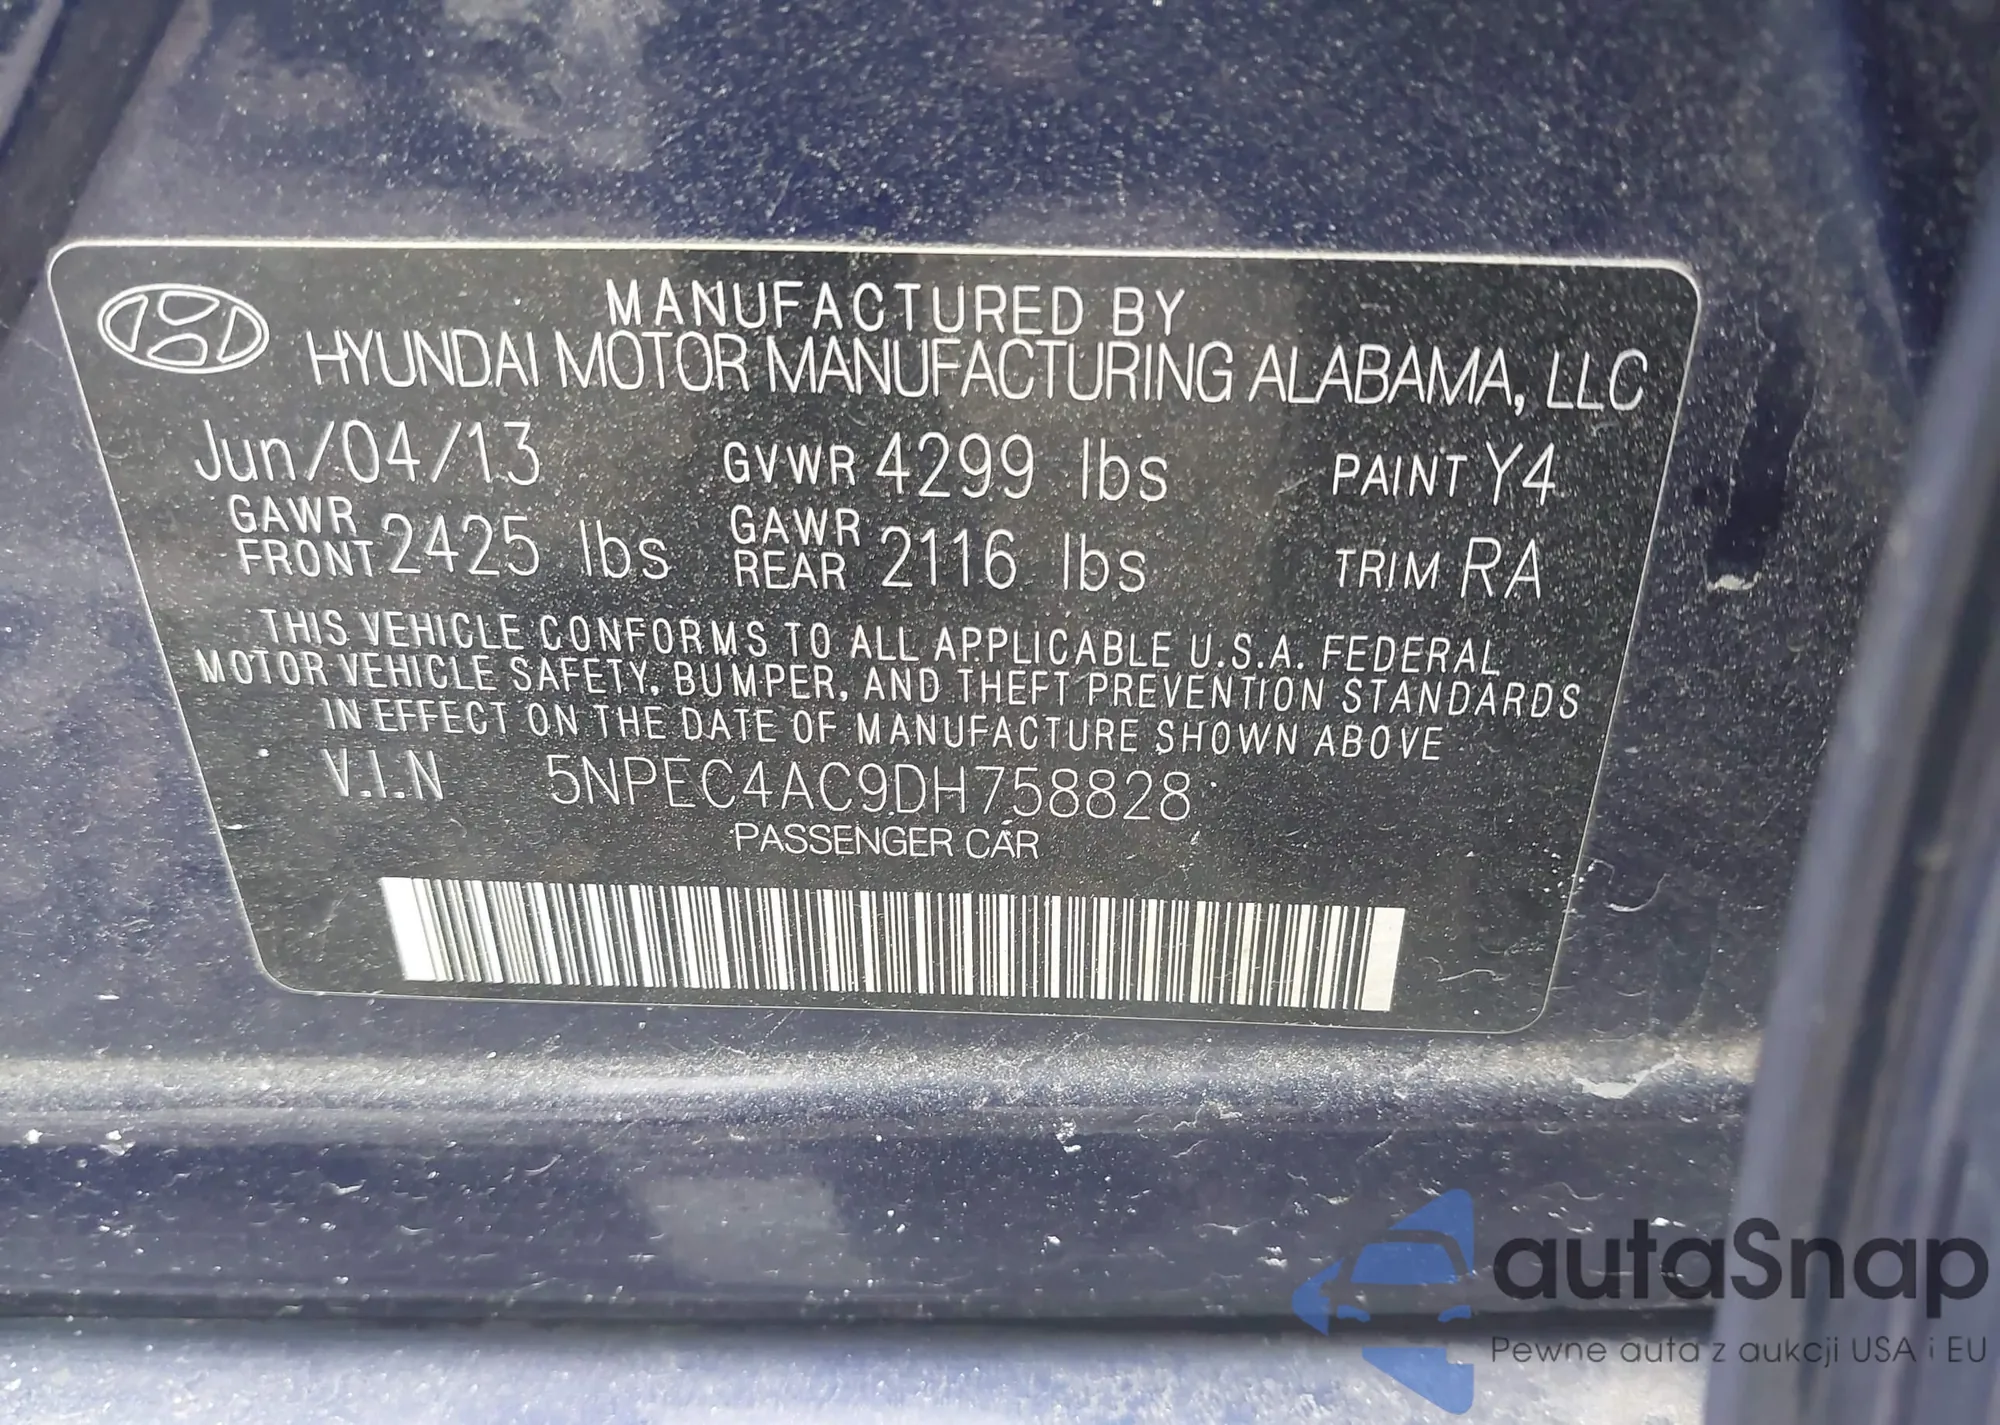 MANUFACTURED BY
HYUNDAI MOTOR MANUFACTURING ALABAMA, LLC
Jun/04/13 GVWR 4299 lbs PAINT Y4
GAWR FRONT 2425 lbs GAWR REAR 2116 lbs TRIM RA
THIS VEHICLE CONFORMS TO ALL APPLICABLE U.S.A. FEDERAL
MOTOR VEHICLE SAFETY, BUMPER, AND THEFT PREVENTION STANDARDS
IN EFFECT ON THE DATE OF MANUFACTURE SHOWN ABOVE
V.I.N 5NPEC4AC9DH758828
PASSENGER CAR
autaSnap
Pewne auta z aukcji USA i EU